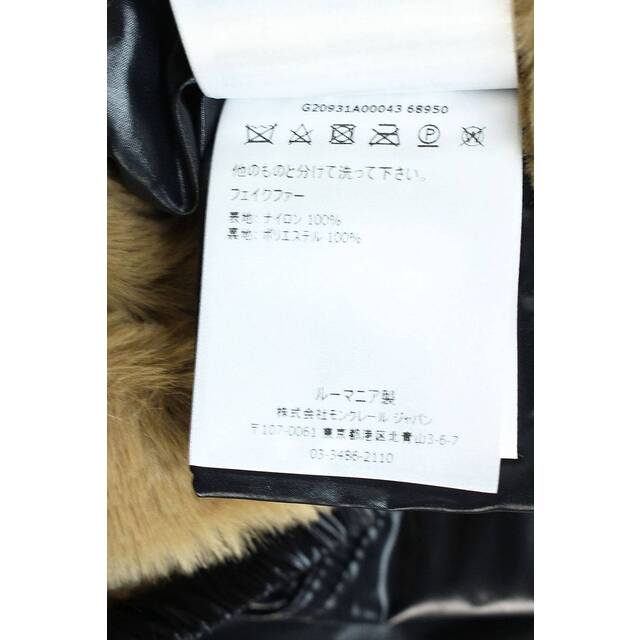 G20931A00043 68950
他のものと分けて洗って下さい。
フェイクファー
表地: ナイロン 100%
裏地: ポリエステル 100%
ルーマニア製
株式会社モンクレール ジャパン
〒107-0061 東京都港区北青山3-6-7
03-3486-2110